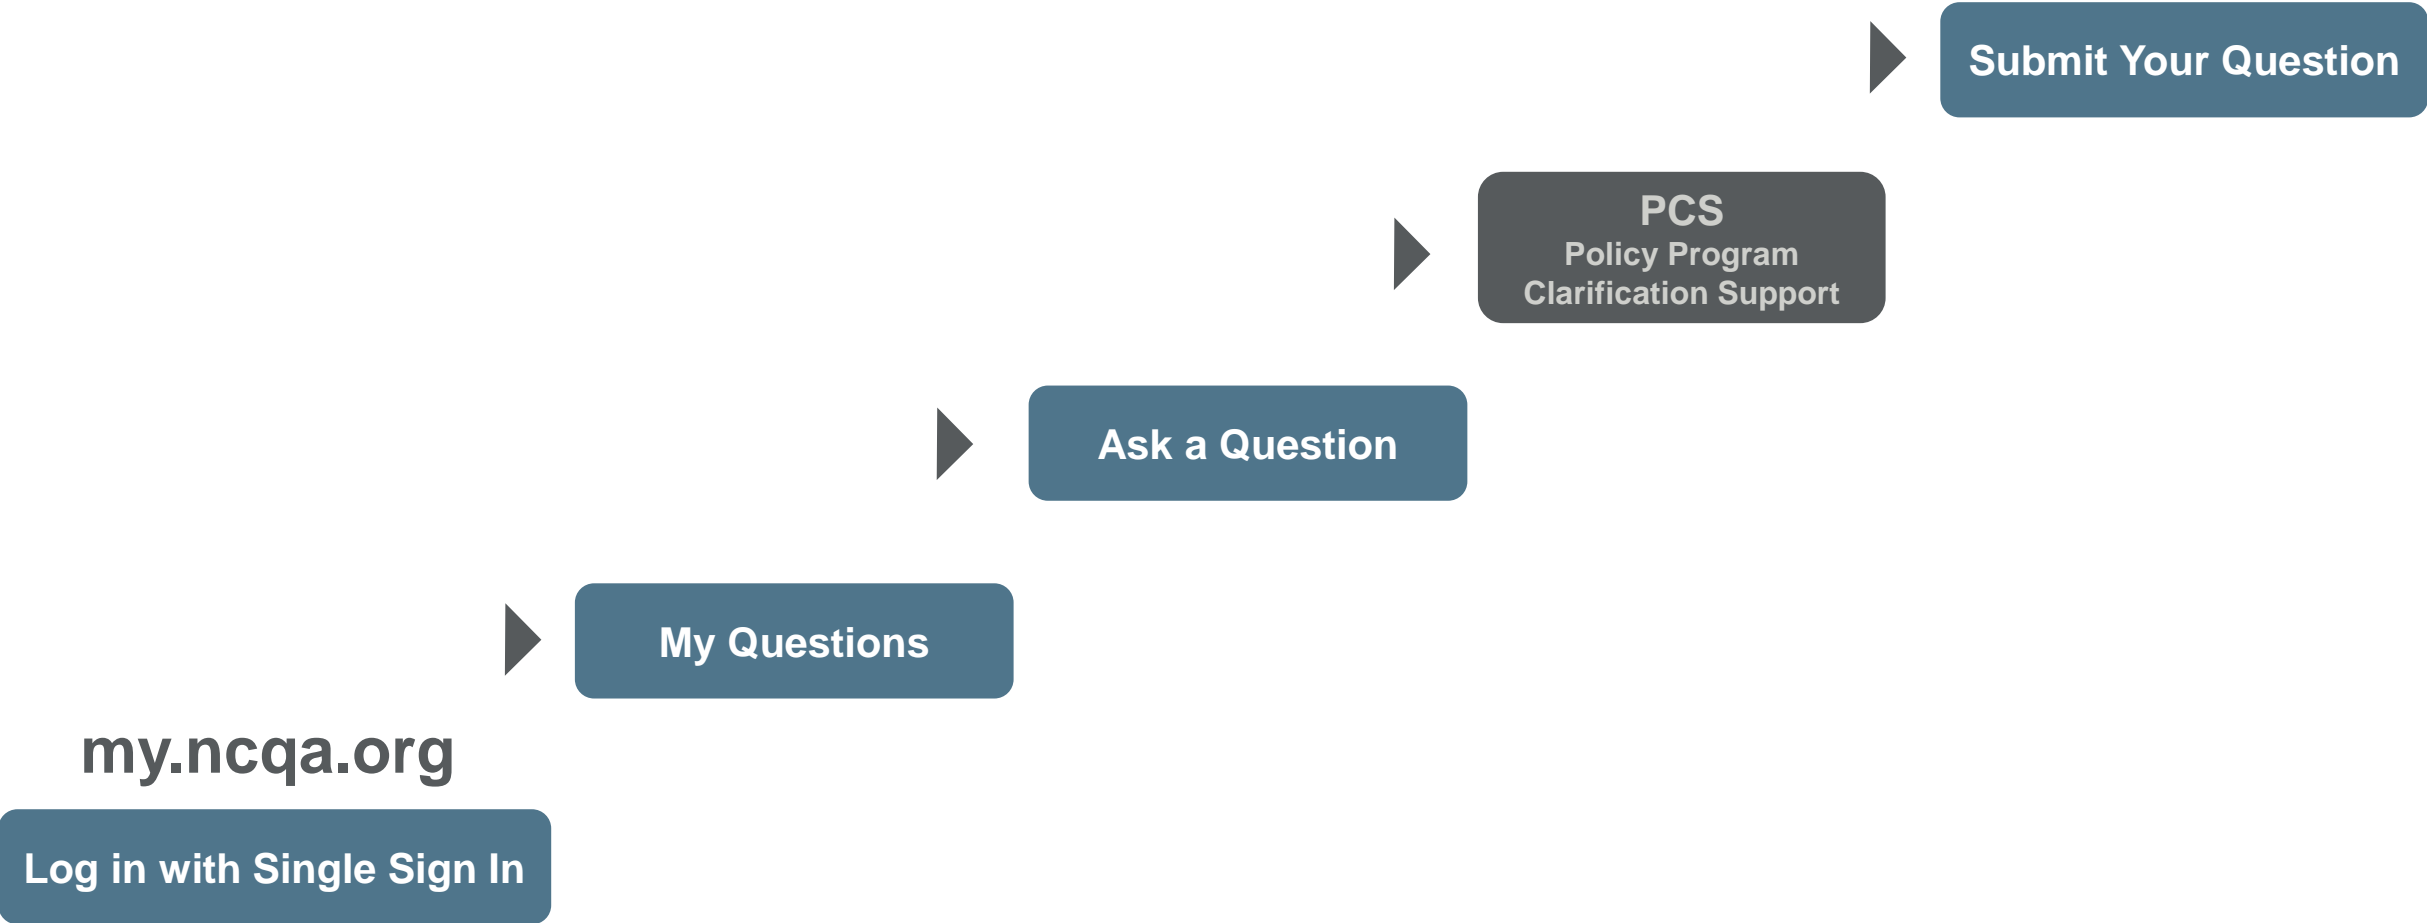 Submit Your Question
PCS
Policy Program
Clarification Support
Ask a Question
My Questions
my.ncqa.org
Log in with Single Sign In